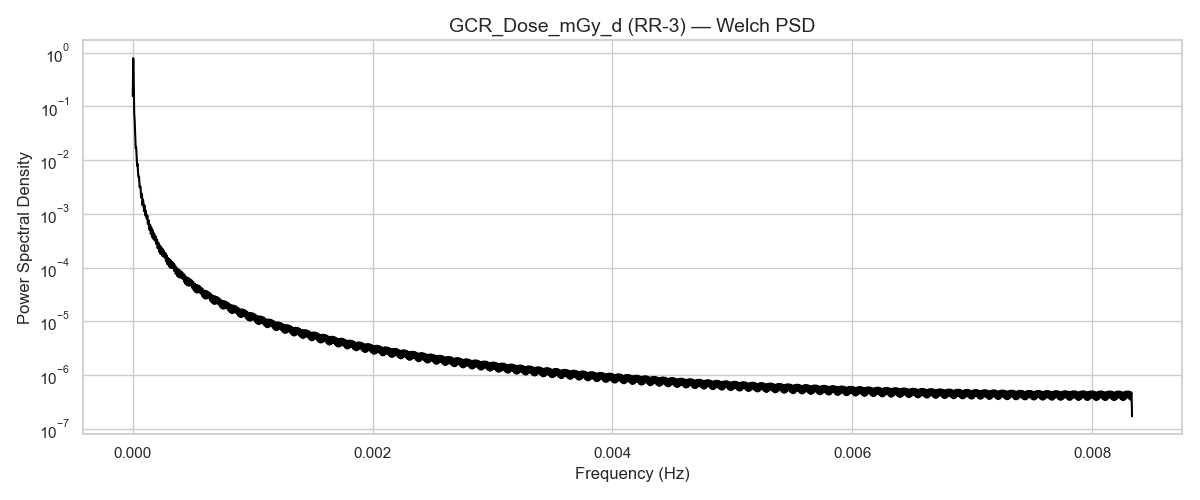 GCR_Dose_mGy_d (RR-3) — Welch PSD
Power Spectral Density
10⁰
10⁻¹
10⁻²
10⁻³
10⁻⁴
10⁻⁵
10⁻⁶
10⁻⁷
0.000 0.002 0.004 0.006 0.008
Frequency (Hz)